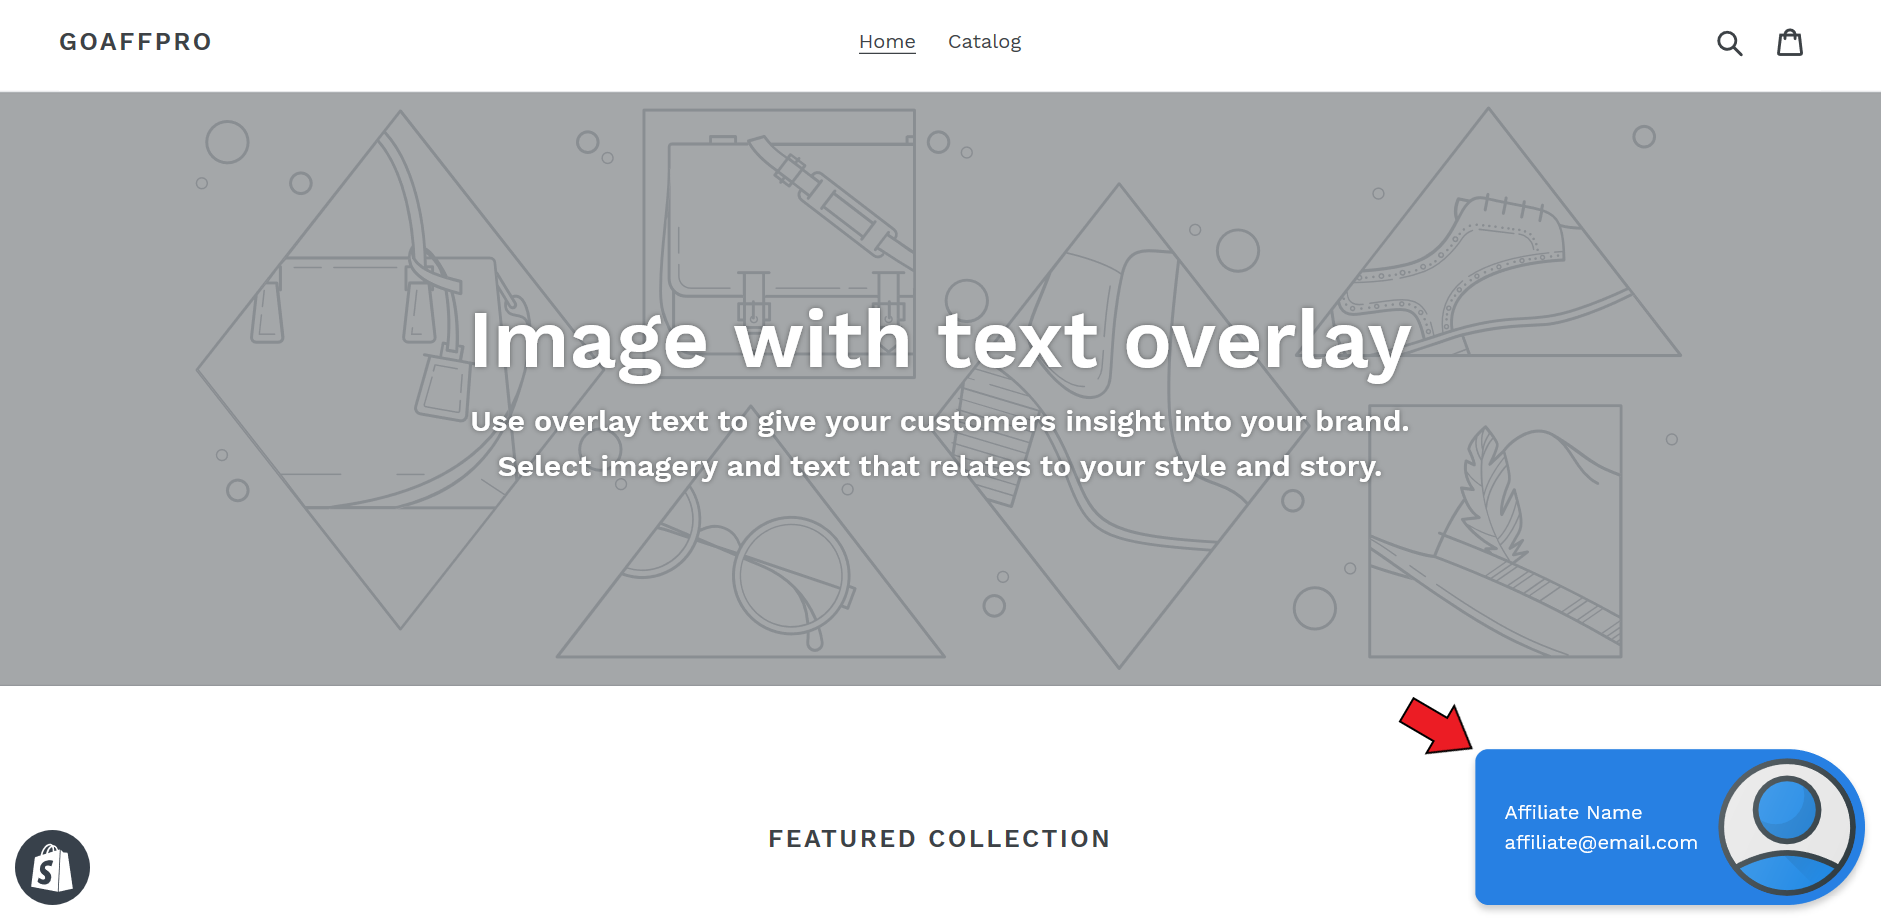 GOAFFPRO
Home Catalog
Image with text overlay
Use overlay text to give your customers insight into your brand.
Select imagery and text that relates to your style and story.
FEATURED COLLECTION
Affiliate Name
affiliate@email.com
S